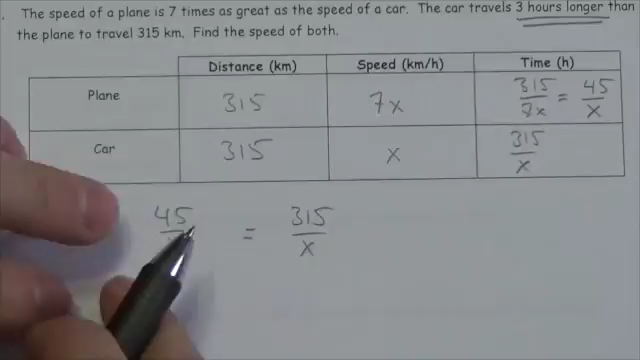 The speed of a plane is 7 times as great as the speed of a car. The car travels 3 hours longer than
the plane to travel 315 km. Find the speed of both.
Distance (km) Speed (km/h) Time (h)
Plane 315 7x 315/7x = 45/x
Car 315 x 315/x
45 = 315/x